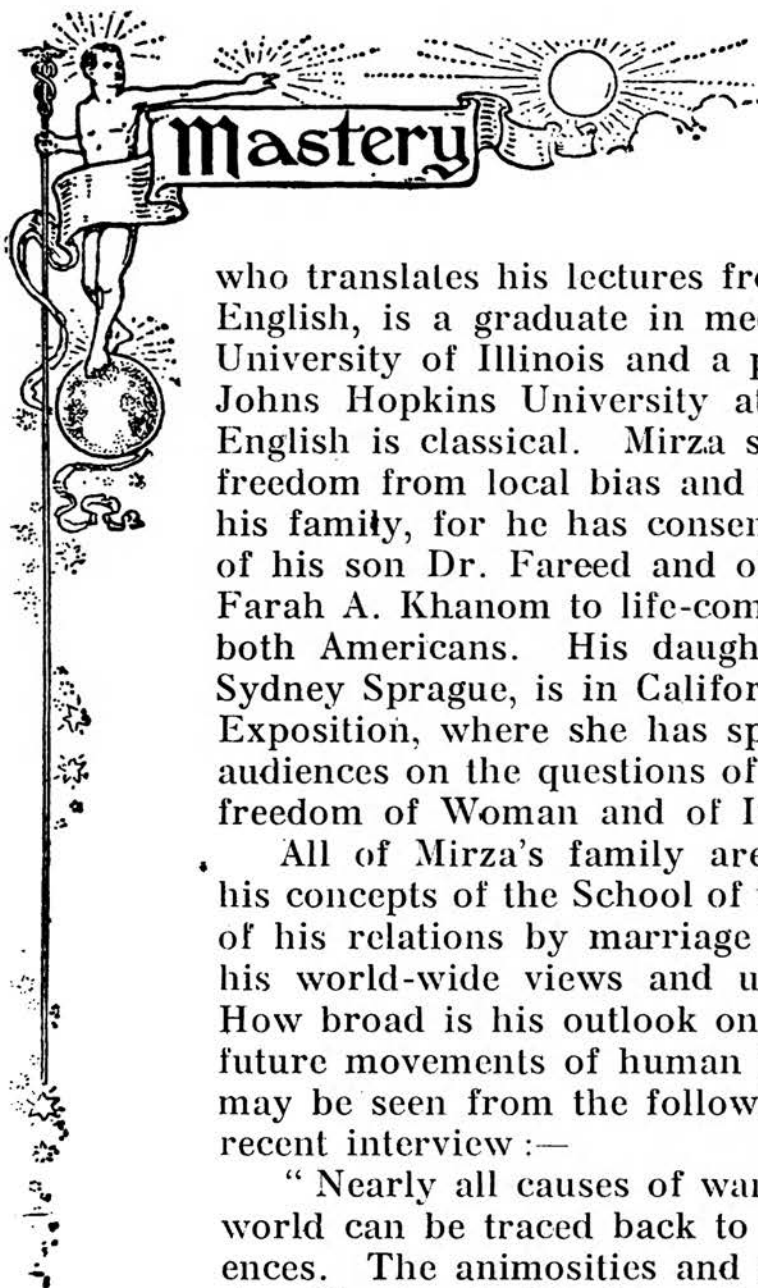 Mastery
who translates his lectures fro
English, is a graduate in me
University of Illinois and a p
Johns Hopkins University at
English is classical. Mirza s
freedom from local bias and
his family, for he has conser
of his son Dr. Fareed and o
Farah A. Khanom to life-com
both Americans. His daugh
Sydney Sprague, is in Califor
Exposition, where she has sp
audiences on the questions of
freedom of Woman and of I
All of Mirza's family are
his concepts of the School of
of his relations by marriage
his world-wide views and u
How broad is his outlook on
future movements of human
may be seen from the follow
recent interview :—
“ Nearly all causes of war
world can be traced back to
ences. The animosities and